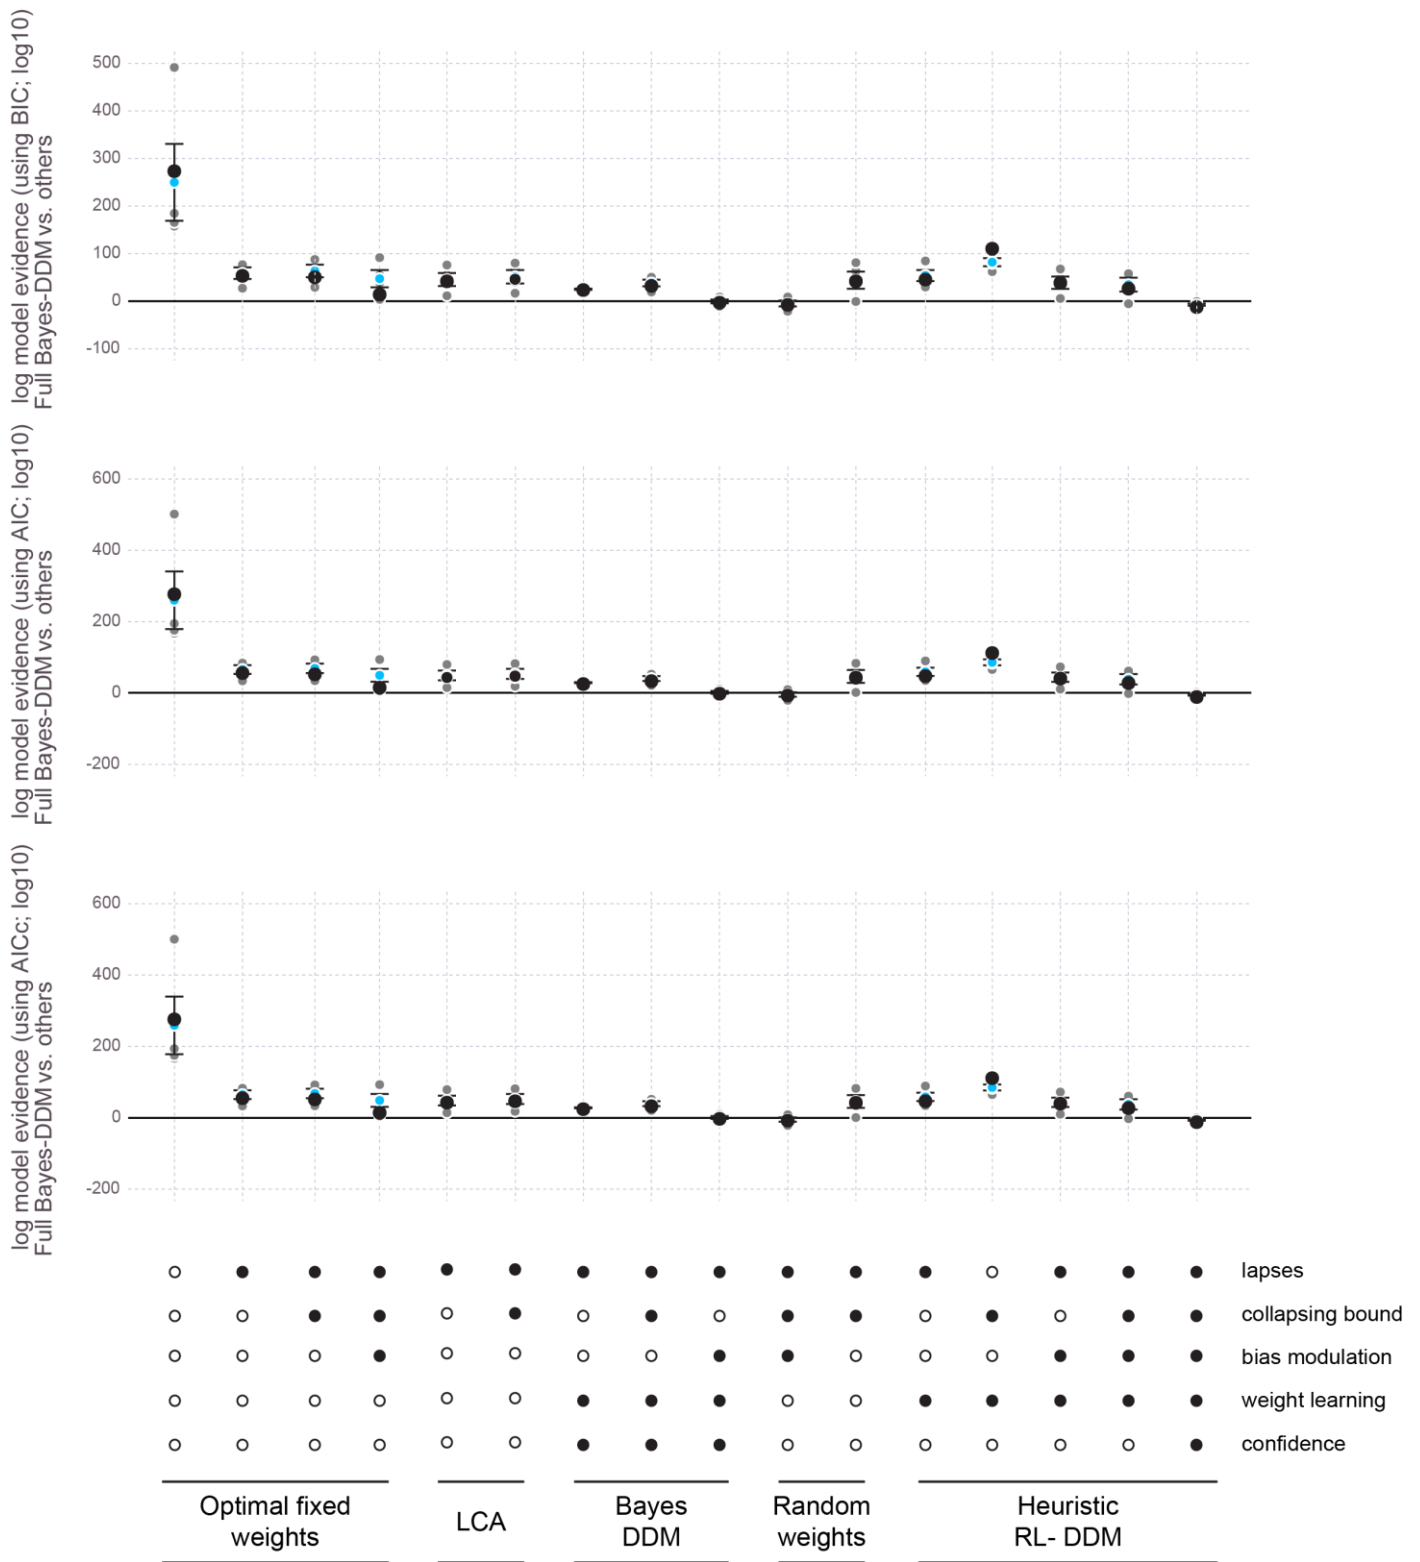 log model evidence (using BIC; log10)
Full Bayes-DDM vs. others
500
400
300
200
100
0
-100
log model evidence (using AIC; log10)
Full Bayes-DDM vs. others
600
400
200
0
-200
log model evidence (using AICc; log10)
Full Bayes-DDM vs. others
600
400
200
0
-200
lapses
collapsing bound
bias modulation
weight learning
confidence
Optimal fixed
weights
LCA
Bayes
DDM
Random
weights
Heuristic
RL- DDM